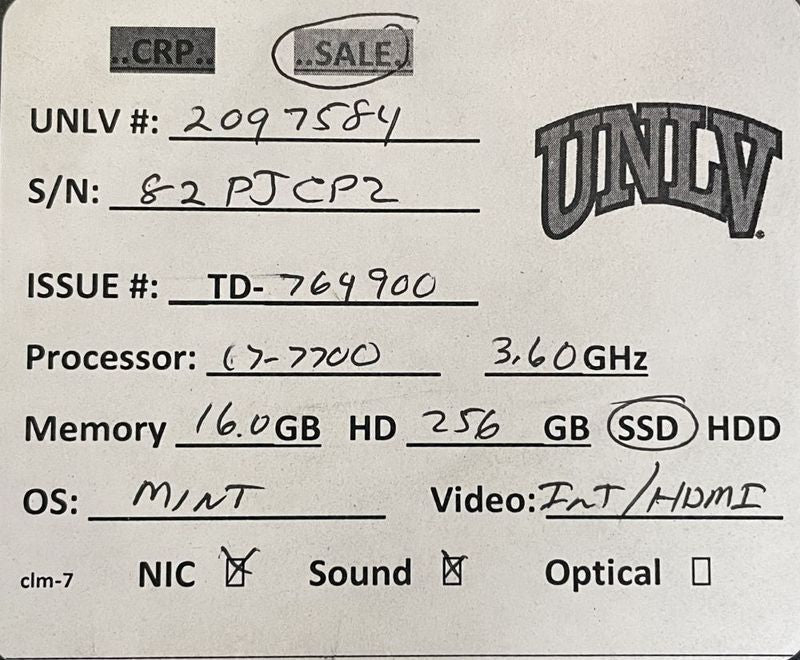 ..CRP.. ..SALE..
UNLV #: 2097584
UNLV
S/N: 82PJCP2
ISSUE #: TD-764900
Processor: i7-7700 3.60GHz
Memory 16.0GB HD 256 GB SSD HDD
OS: MINT Video: INT/HDMI
clm-7 NIC ☒ Sound ☒ Optical ☐